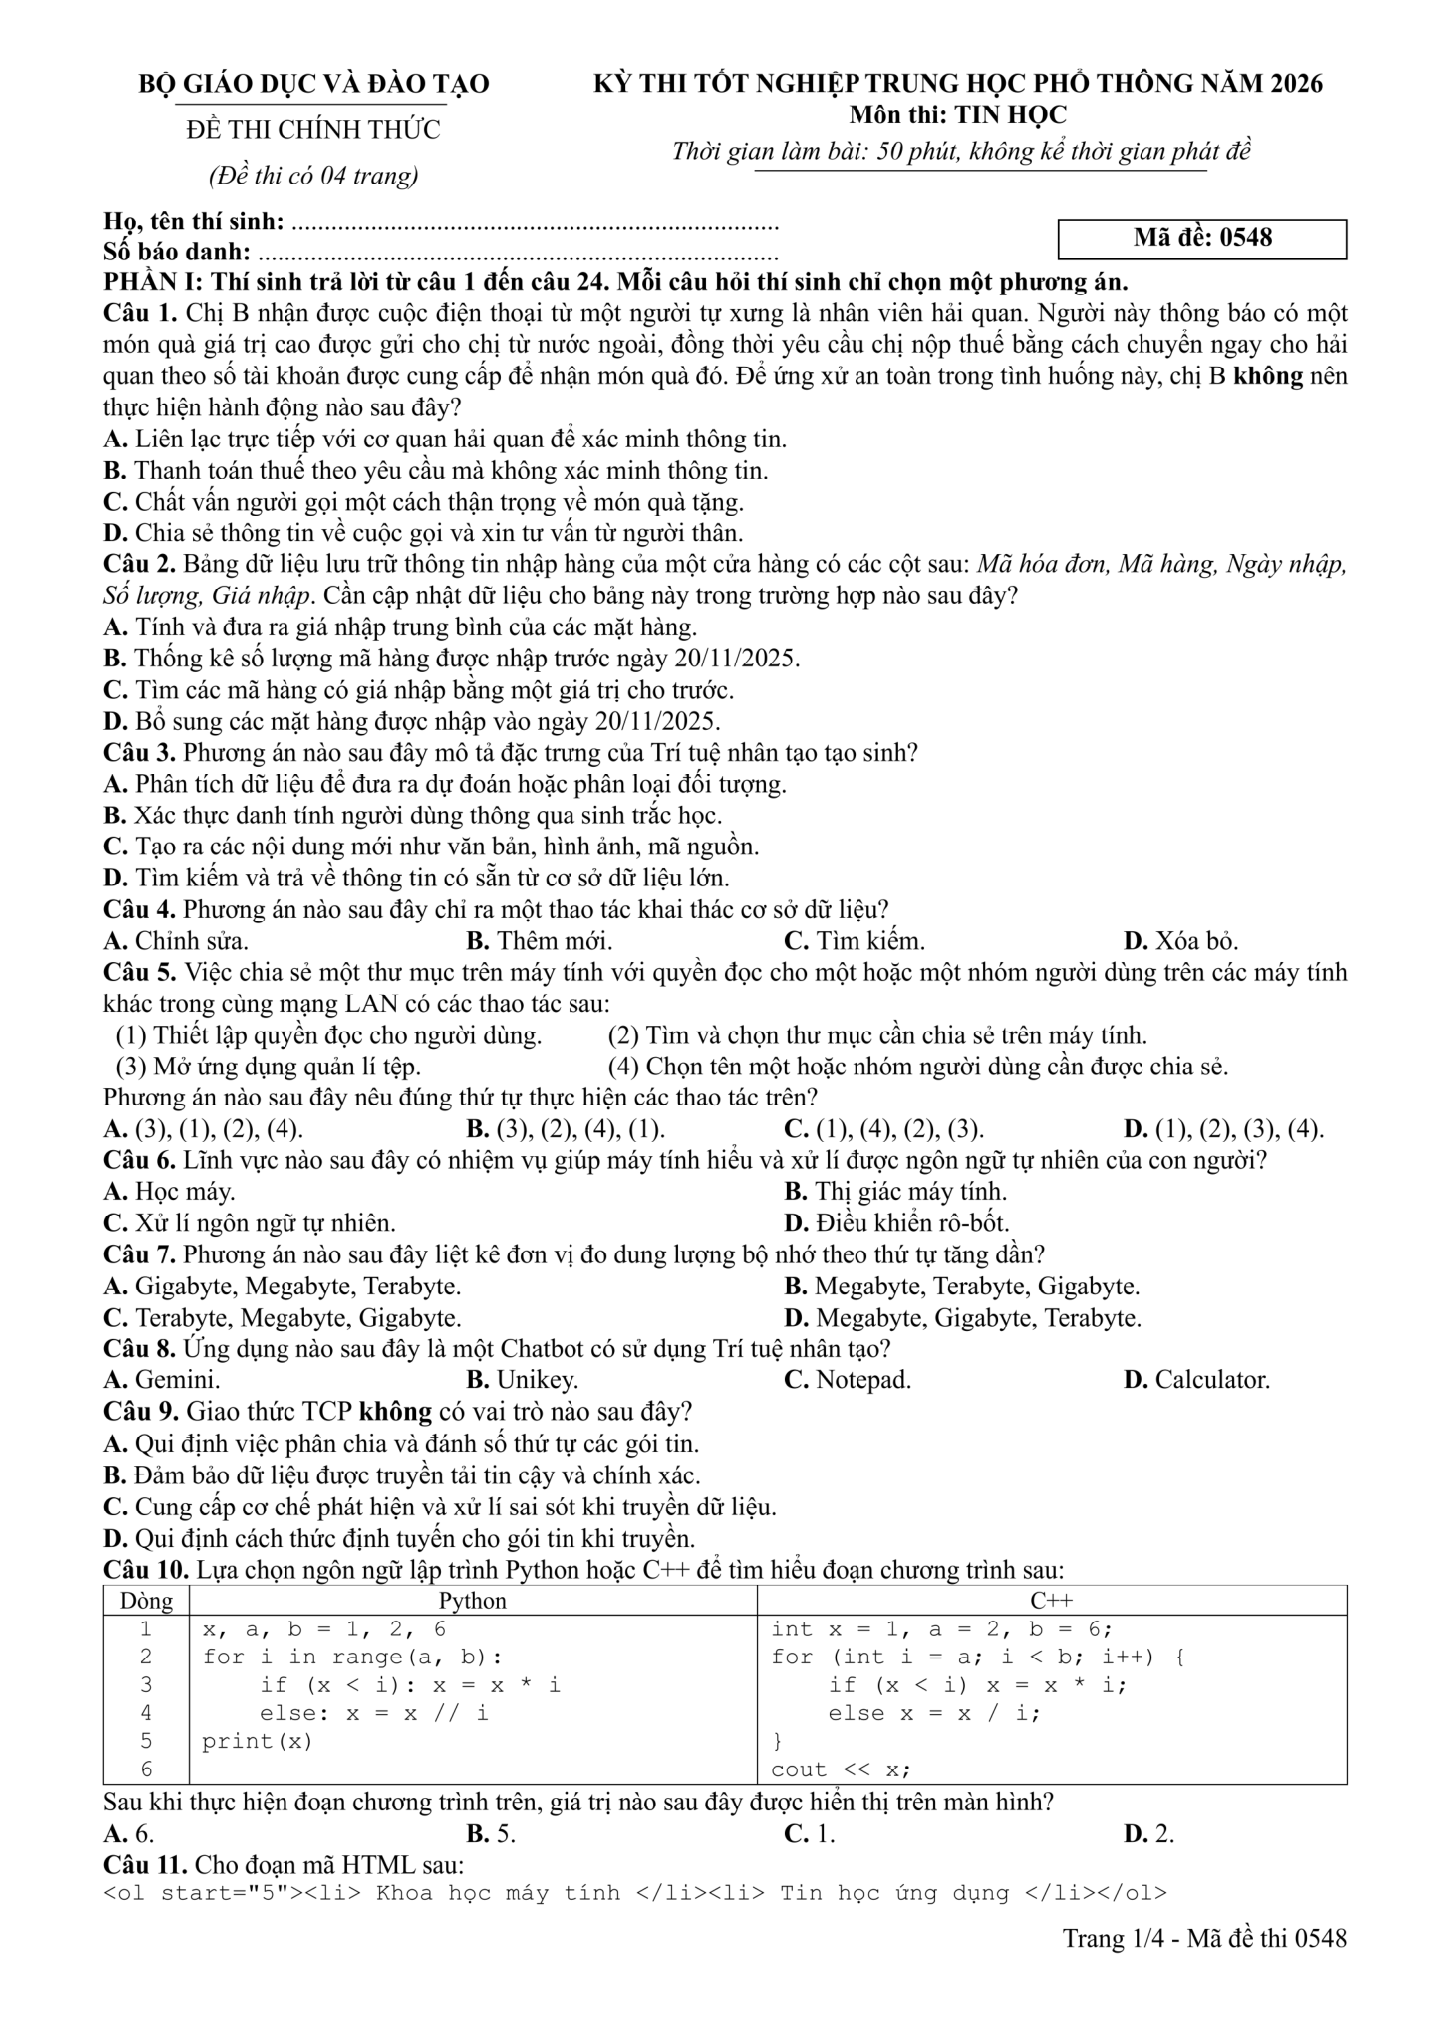 BỘ GIÁO DỤC VÀ ĐÀO TẠO
ĐỀ THI CHÍNH THỨC
(Đề thi có 04 trang)
KỲ THI TỐT NGHIỆP TRUNG HỌC PHỔ THÔNG NĂM 2026
Môn thi: TIN HỌC
Thời gian làm bài: 50 phút, không kể thời gian phát đề
Họ, tên thí sinh: ..........................................................................
Số báo danh: ...............................................................................
Mã đề: 0548
PHẦN I: Thí sinh trả lời từ câu 1 đến câu 24. Mỗi câu hỏi thí sinh chỉ chọn một phương án.
Câu 1. Chị B nhận được cuộc điện thoại từ một người tự xưng là nhân viên hải quan. Người này thông báo có một
món quà giá trị cao được gửi cho chị từ nước ngoài, đồng thời yêu cầu chị nộp thuế bằng cách chuyển ngay cho hải
quan theo số tài khoản được cung cấp để nhận món quà đó. Để ứng xử an toàn trong tình huống này, chị B không nên
thực hiện hành động nào sau đây?
A. Liên lạc trực tiếp với cơ quan hải quan để xác minh thông tin.
B. Thanh toán thuế theo yêu cầu mà không xác minh thông tin.
C. Chất vấn người gọi một cách thận trọng về món quà tặng.
D. Chia sẻ thông tin về cuộc gọi và xin tư vấn từ người thân.
Câu 2. Bảng dữ liệu lưu trữ thông tin nhập hàng của một cửa hàng có các cột sau: Mã hóa đơn, Mã hàng, Ngày nhập,
Số lượng, Giá nhập. Cần cập nhật dữ liệu cho bảng này trong trường hợp nào sau đây?
A. Tính và đưa ra giá nhập trung bình của các mặt hàng.
B. Thống kê số lượng mã hàng được nhập trước ngày 20/11/2025.
C. Tìm các mã hàng có giá nhập bằng một giá trị cho trước.
D. Bổ sung các mặt hàng được nhập vào ngày 20/11/2025.
Câu 3. Phương án nào sau đây mô tả đặc trưng của Trí tuệ nhân tạo tạo sinh?
A. Phân tích dữ liệu để đưa ra dự đoán hoặc phân loại đối tượng.
B. Xác thực danh tính người dùng thông qua sinh trắc học.
C. Tạo ra các nội dung mới như văn bản, hình ảnh, mã nguồn.
D. Tìm kiếm và trả về thông tin có sẵn từ cơ sở dữ liệu lớn.
Câu 4. Phương án nào sau đây chỉ ra một thao tác khai thác cơ sở dữ liệu?
A. Chỉnh sửa. B. Thêm mới. C. Tìm kiếm. D. Xóa bỏ.
Câu 5. Việc chia sẻ một thư mục trên máy tính với quyền đọc cho một hoặc một nhóm người dùng trên các máy tính
khác trong cùng mạng LAN có các thao tác sau:
(1) Thiết lập quyền đọc cho người dùng. (2) Tìm và chọn thư mục cần chia sẻ trên máy tính.
(3) Mở ứng dụng quản lí tệp. (4) Chọn tên một hoặc nhóm người dùng cần được chia sẻ.
Phương án nào sau đây nêu đúng thứ tự thực hiện các thao tác trên?
A. (3), (1), (2), (4). B. (3), (2), (4), (1). C. (1), (4), (2), (3). D. (1), (2), (3), (4).
Câu 6. Lĩnh vực nào sau đây có nhiệm vụ giúp máy tính hiểu và xử lí được ngôn ngữ tự nhiên của con người?
A. Học máy. B. Thị giác máy tính.
C. Xử lí ngôn ngữ tự nhiên. D. Điều khiển rô-bốt.
Câu 7. Phương án nào sau đây liệt kê đơn vị đo dung lượng bộ nhớ theo thứ tự tăng dần?
A. Gigabyte, Megabyte, Terabyte. B. Megabyte, Terabyte, Gigabyte.
C. Terabyte, Megabyte, Gigabyte. D. Megabyte, Gigabyte, Terabyte.
Câu 8. Ứng dụng nào sau đây là một Chatbot có sử dụng Trí tuệ nhân tạo?
A. Gemini. B. Unikey. C. Notepad. D. Calculator.
Câu 9. Giao thức TCP không có vai trò nào sau đây?
A. Qui định việc phân chia và đánh số thứ tự các gói tin.
B. Đảm bảo dữ liệu được truyền tải tin cậy và chính xác.
C. Cung cấp cơ chế phát hiện và xử lí sai sót khi truyền dữ liệu.
D. Qui định cách thức định tuyến cho gói tin khi truyền.
Câu 10. Lựa chọn ngôn ngữ lập trình Python hoặc C++ để tìm hiểu đoạn chương trình sau:
Dòng Python C++
1 x, a, b = 1, 2, 6 int x = 1, a = 2, b = 6;
2 for i in range(a, b): for (int i = a; i < b; i++) {
3 if (x < i): x = x * i if (x < i) x = x * i;
4 else: x = x // i else x = x / i;
5 print(x) }
6 cout << x;
Sau khi thực hiện đoạn chương trình trên, giá trị nào sau đây được hiển thị trên màn hình?
A. 6. B. 5. C. 1. D. 2.
Câu 11. Cho đoạn mã HTML sau:
<ol start="5"><li> Khoa học máy tính </li><li> Tin học ứng dụng </li></ol>
Trang 1/4 - Mã đề thi 0548